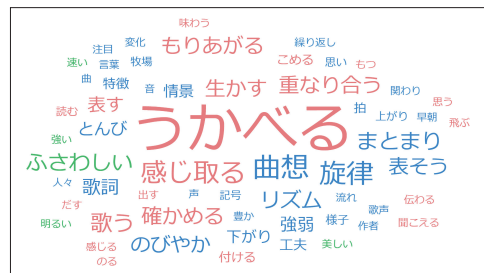 味わう
注目 変化 もりあがる 繰り返し
速い 言葉 牧場 こめる 思い もつ
曲 特徴 音 情景 生かす 重なり合う 関わり
読む 表す 拍 上がり 早朝 思う
強い とんび うかべる まとまり 飛ぶ
ふさわしい 感じ取る 曲想 旋律 表そう
人々 歌詞 出す 声 記号 リズム 流れ 伝わる
だす 歌う 確かめる 豊か 強弱 様子 歌声
明るい のびやか 下がり 工夫 美しい 作者 聞こえる
感じる のる 付ける